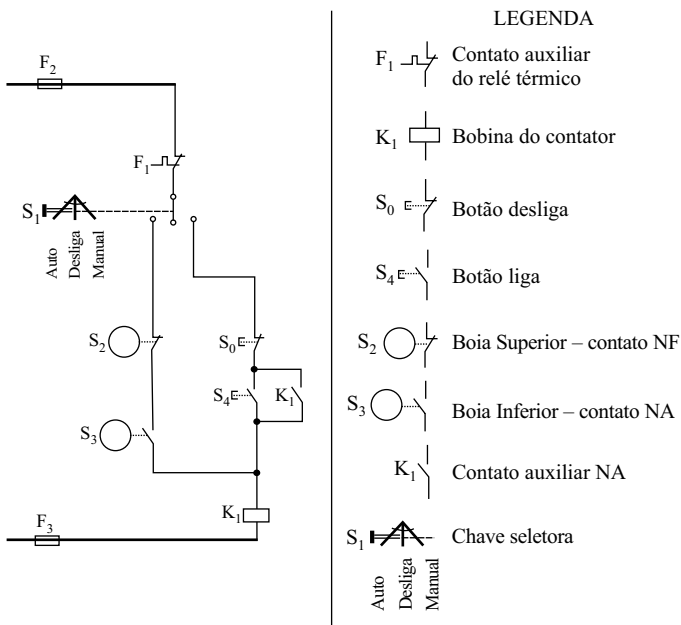 F2
F1
S1
Auto
Desliga
Manual
S2
S0
S4
K1
S3
K1
F3
LEGENDA
F1 Contato auxiliar
do relé térmico
K1 Bobina do contator
S0 Botão desliga
S4 Botão liga
S2 Boia Superior – contato NF
S3 Boia Inferior – contato NA
K1 Contato auxiliar NA
S1 Chave seletora
Auto
Desliga
Manual